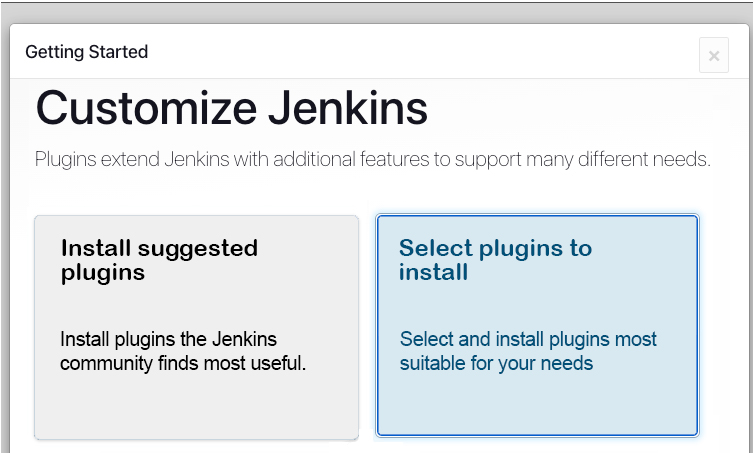 Getting Started
×
Customize Jenkins
Plugins extend Jenkins with additional features to support many different needs.
Install suggested
plugins
Install plugins the Jenkins
community finds most useful.
Select plugins to
install
Select and install plugins most
suitable for your needs